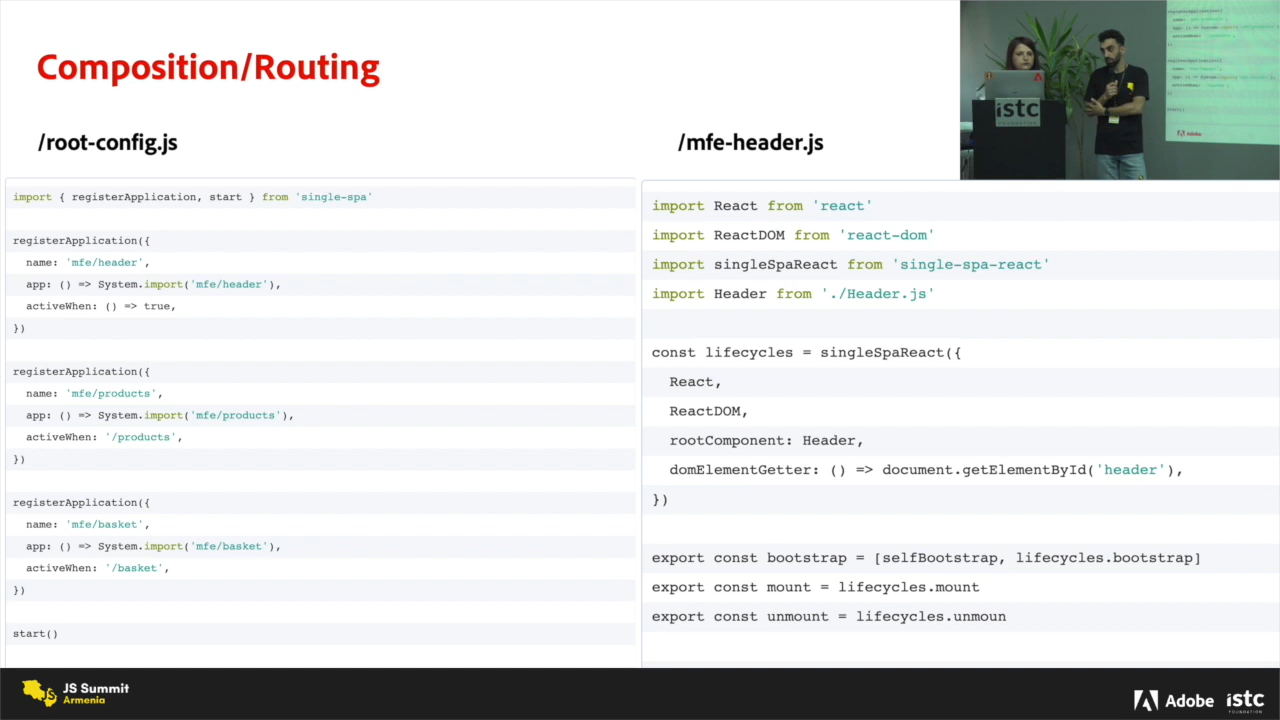 Composition/Routing
/root-config.js
import { registerApplication, start } from 'single-spa'
registerApplication({
name: 'mfe/header',
app: () => System.import('mfe/header'),
activeWhen: () => true,
})
registerApplication({
name: 'mfe/products',
app: () => System.import('mfe/products'),
activeWhen: '/products',
})
registerApplication({
name: 'mfe/basket',
app: () => System.import('mfe/basket'),
activeWhen: '/basket',
})
start()
/mfe-header.js
import React from 'react'
import ReactDOM from 'react-dom'
import singleSpaReact from 'single-spa-react'
import Header from './Header.js'
const lifecycles = singleSpaReact({
React,
ReactDOM,
rootComponent: Header,
domElementGetter: () => document.getElementById('header'),
})
export const bootstrap = [selfBootstrap, lifecycles.bootstrap]
export const mount = lifecycles.mount
export const unmount = lifecycles.unmoun
istc
FOUNDATION
Adobe
JS Summit
Armenia
Adobe
istc
FOUNDATION